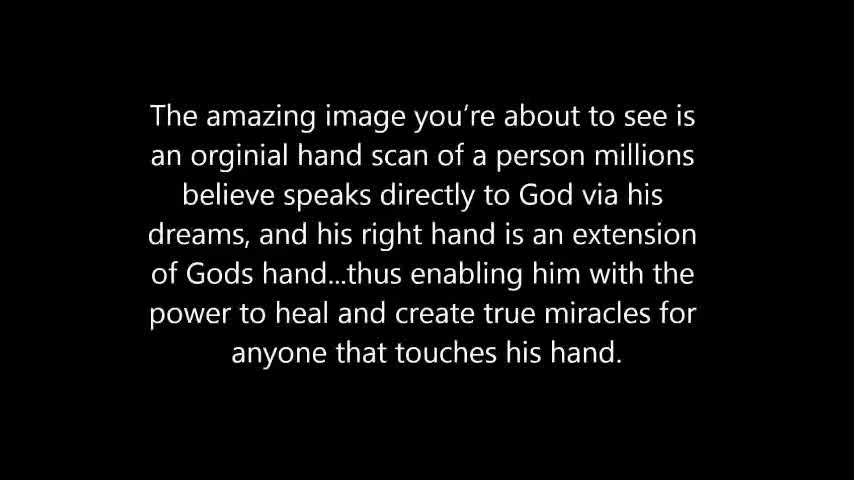 The amazing image you’re about to see is
an orginial hand scan of a person millions
believe speaks directly to God via his
dreams, and his right hand is an extension
of Gods hand...thus enabling him with the
power to heal and create true miracles for
anyone that touches his hand.